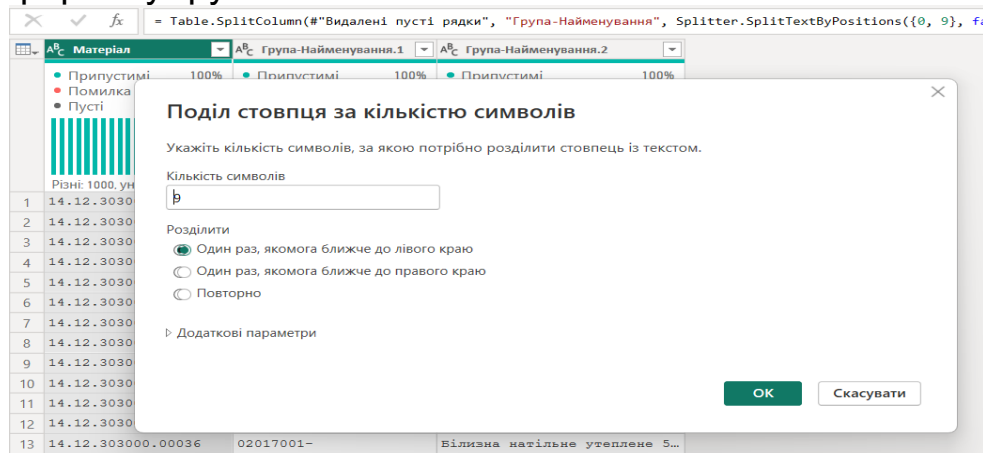 fx = Table.SplitColumn(#"Видалені пусті рядки", "Група-Найменування", Splitter.SplitTextByPositions({0, 9},
ABC Матеріал ABC Група-Найменування.1 ABC Група-Найменування.2
Припустимі 100% Припустимі 100% Припустимі 100%
Помилка
Пусті
Різні: 1000,
Поділ стовпця за кількістю символів
Укажіть кількість символів, за якою потрібно розділити стовпець із текстом.
Кількість символів
9
Розділити
Один раз, якомога ближче до лівого краю
Один раз, якомога ближче до правого краю
Повторно
Додаткові параметри
OK Скасувати
1 14.12.3030
2 14.12.3030
3 14.12.3030
4 14.12.3030
5 14.12.3030
6 14.12.3030
7 14.12.3030
8 14.12.3030
9 14.12.3030
10 14.12.3030
11 14.12.3030
12 14.12.3030
13 14.12.303000.00036 02017001- Білизна натільне утеплене 5…